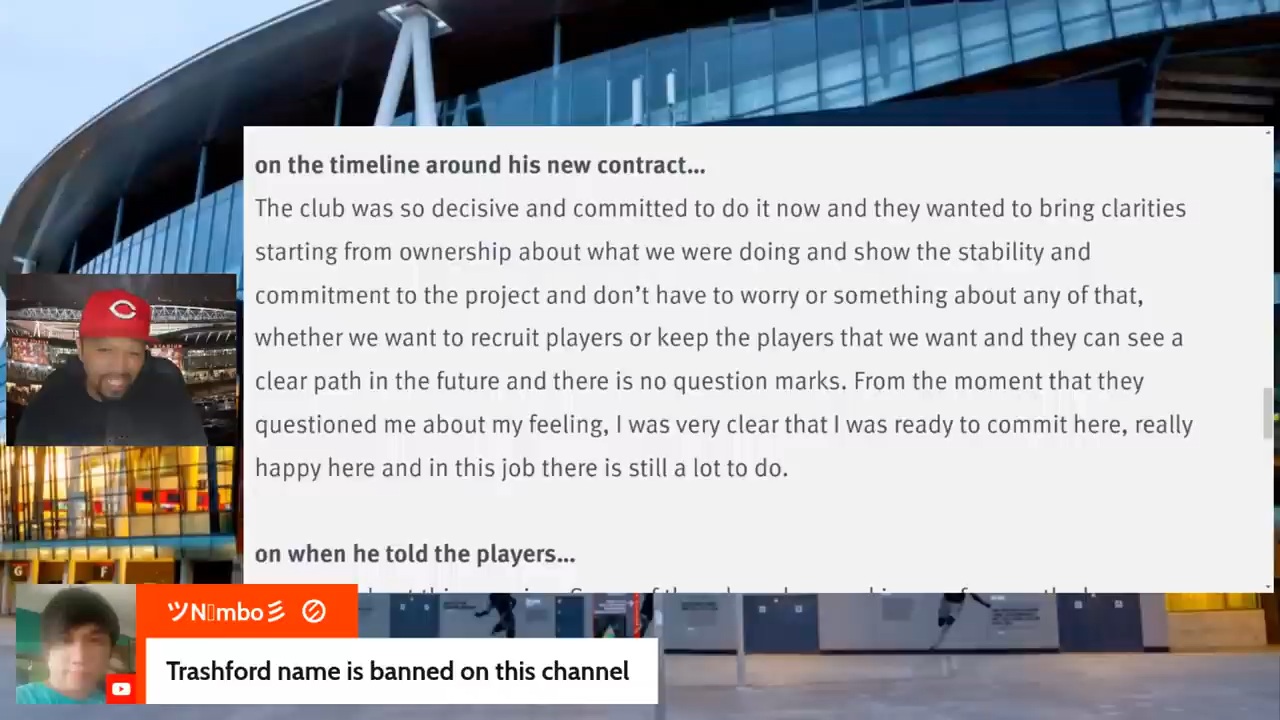 on the timeline around his new contract...
The club was so decisive and committed to do it now and they wanted to bring clarities
starting from ownership about what we were doing and show the stability and
commitment to the project and don’t have to worry or something about any of that,
whether we want to recruit players or keep the players that we want and they can see a
clear path in the future and there is no question marks. From the moment that they
questioned me about my feeling, I was very clear that I was ready to commit here, really
happy here and in this job there is still a lot to do.
on when he told the players...
G F
ツN▯mbo彡
Trashford name is banned on this channel